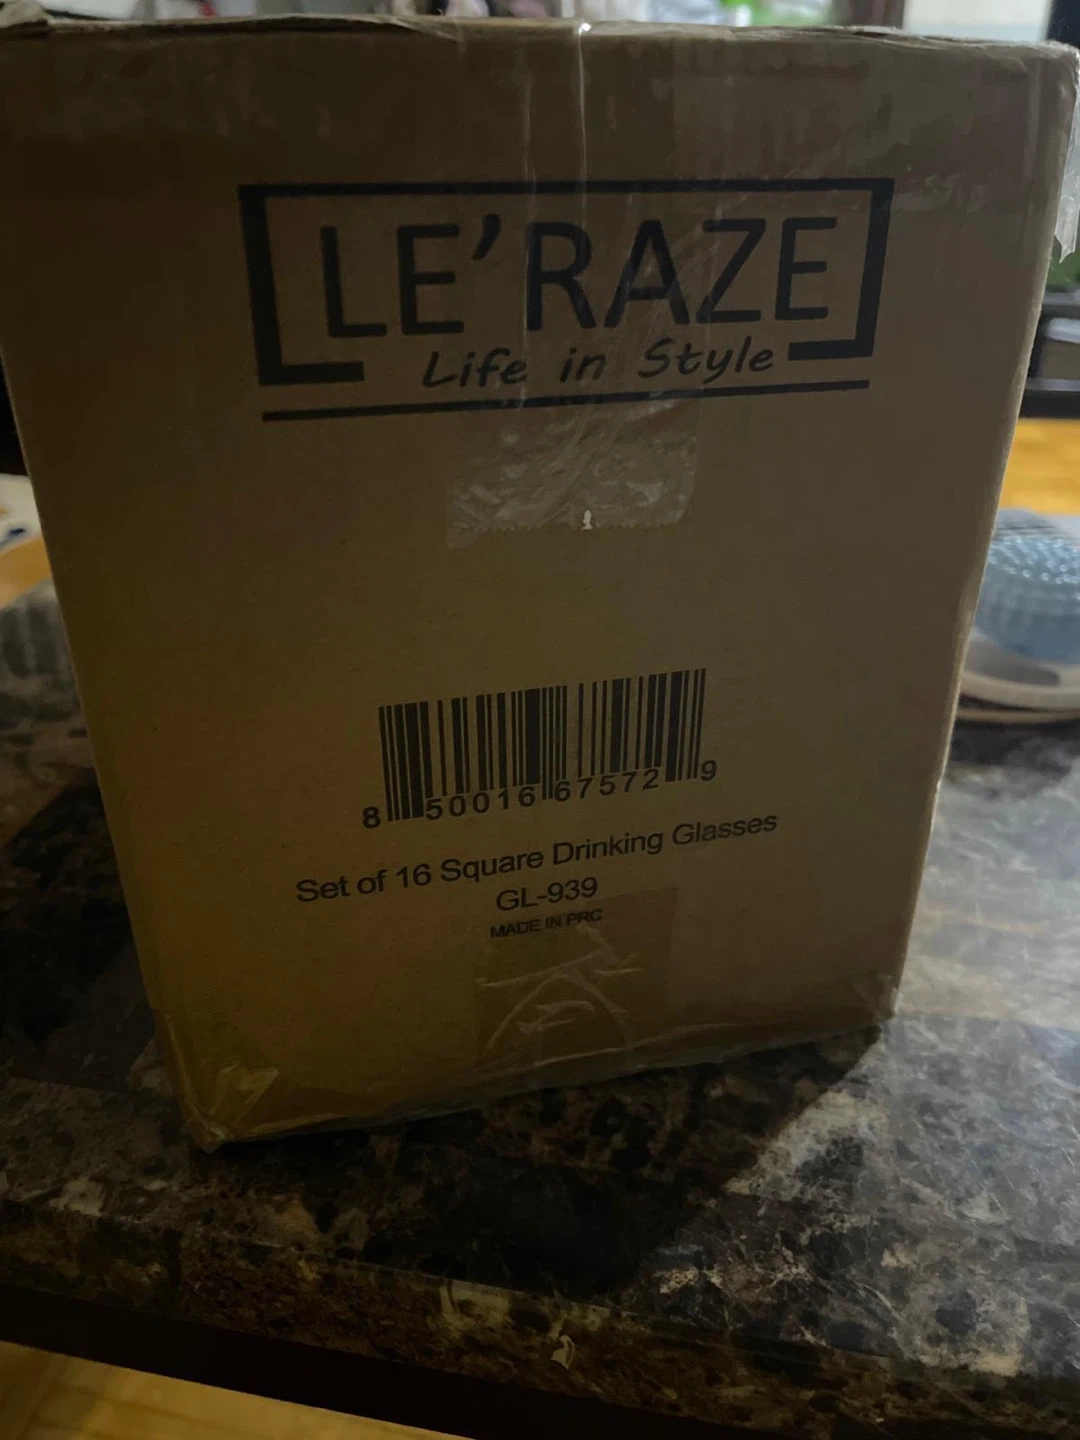 LE'RAZE
Life in Style
8 50016 67572 9
Set of 16 Square Drinking Glasses
GL-939
MADE IN PRC